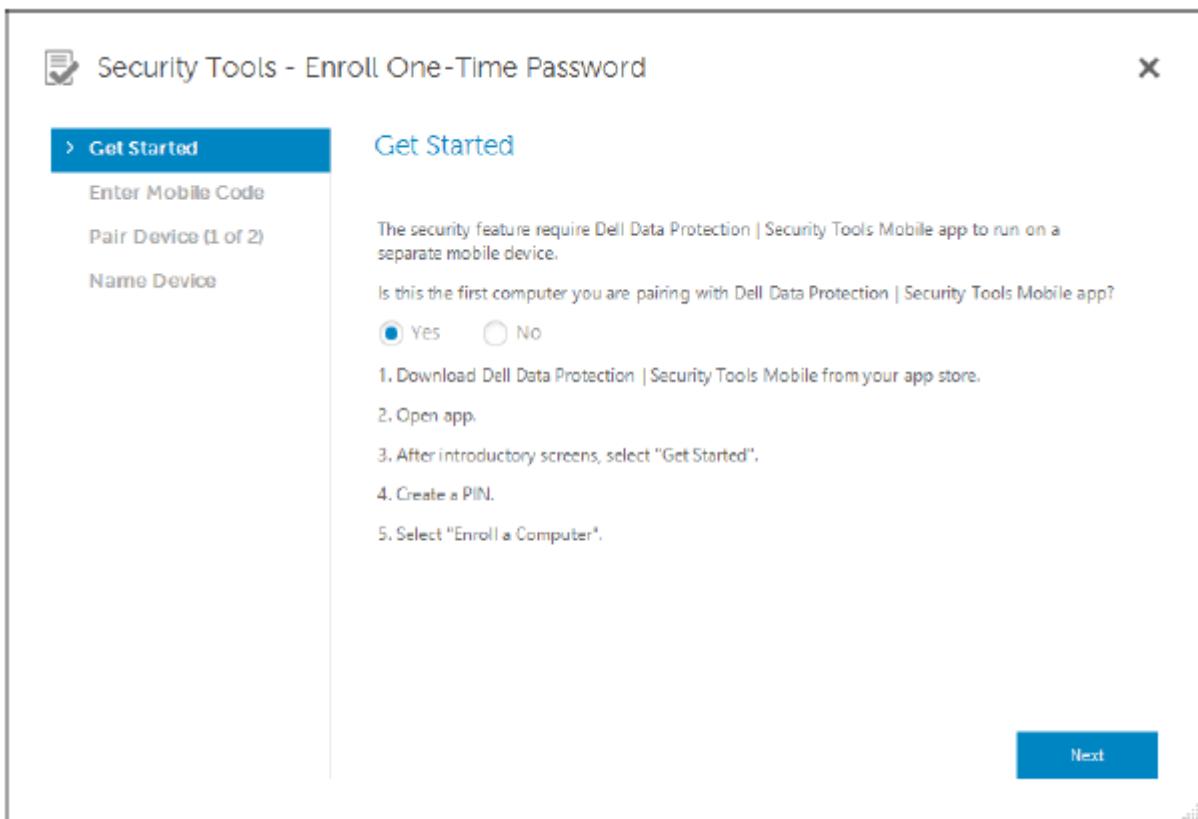 Security Tools - Enroll One-Time Password
Get Started
Enter Mobile Code
Pair Device (1 of 2)
Name Device
Get Started
The security feature require Dell Data Protection | Security Tools Mobile app to run on a
separate mobile device.
Is this the first computer you are pairing with Dell Data Protection | Security Tools Mobile app?
Yes No
1. Download Dell Data Protection | Security Tools Mobile from your app store.
2. Open app.
3. After introductory screens, select "Get Started".
4. Create a PIN.
5. Select "Enroll a Computer".
Next